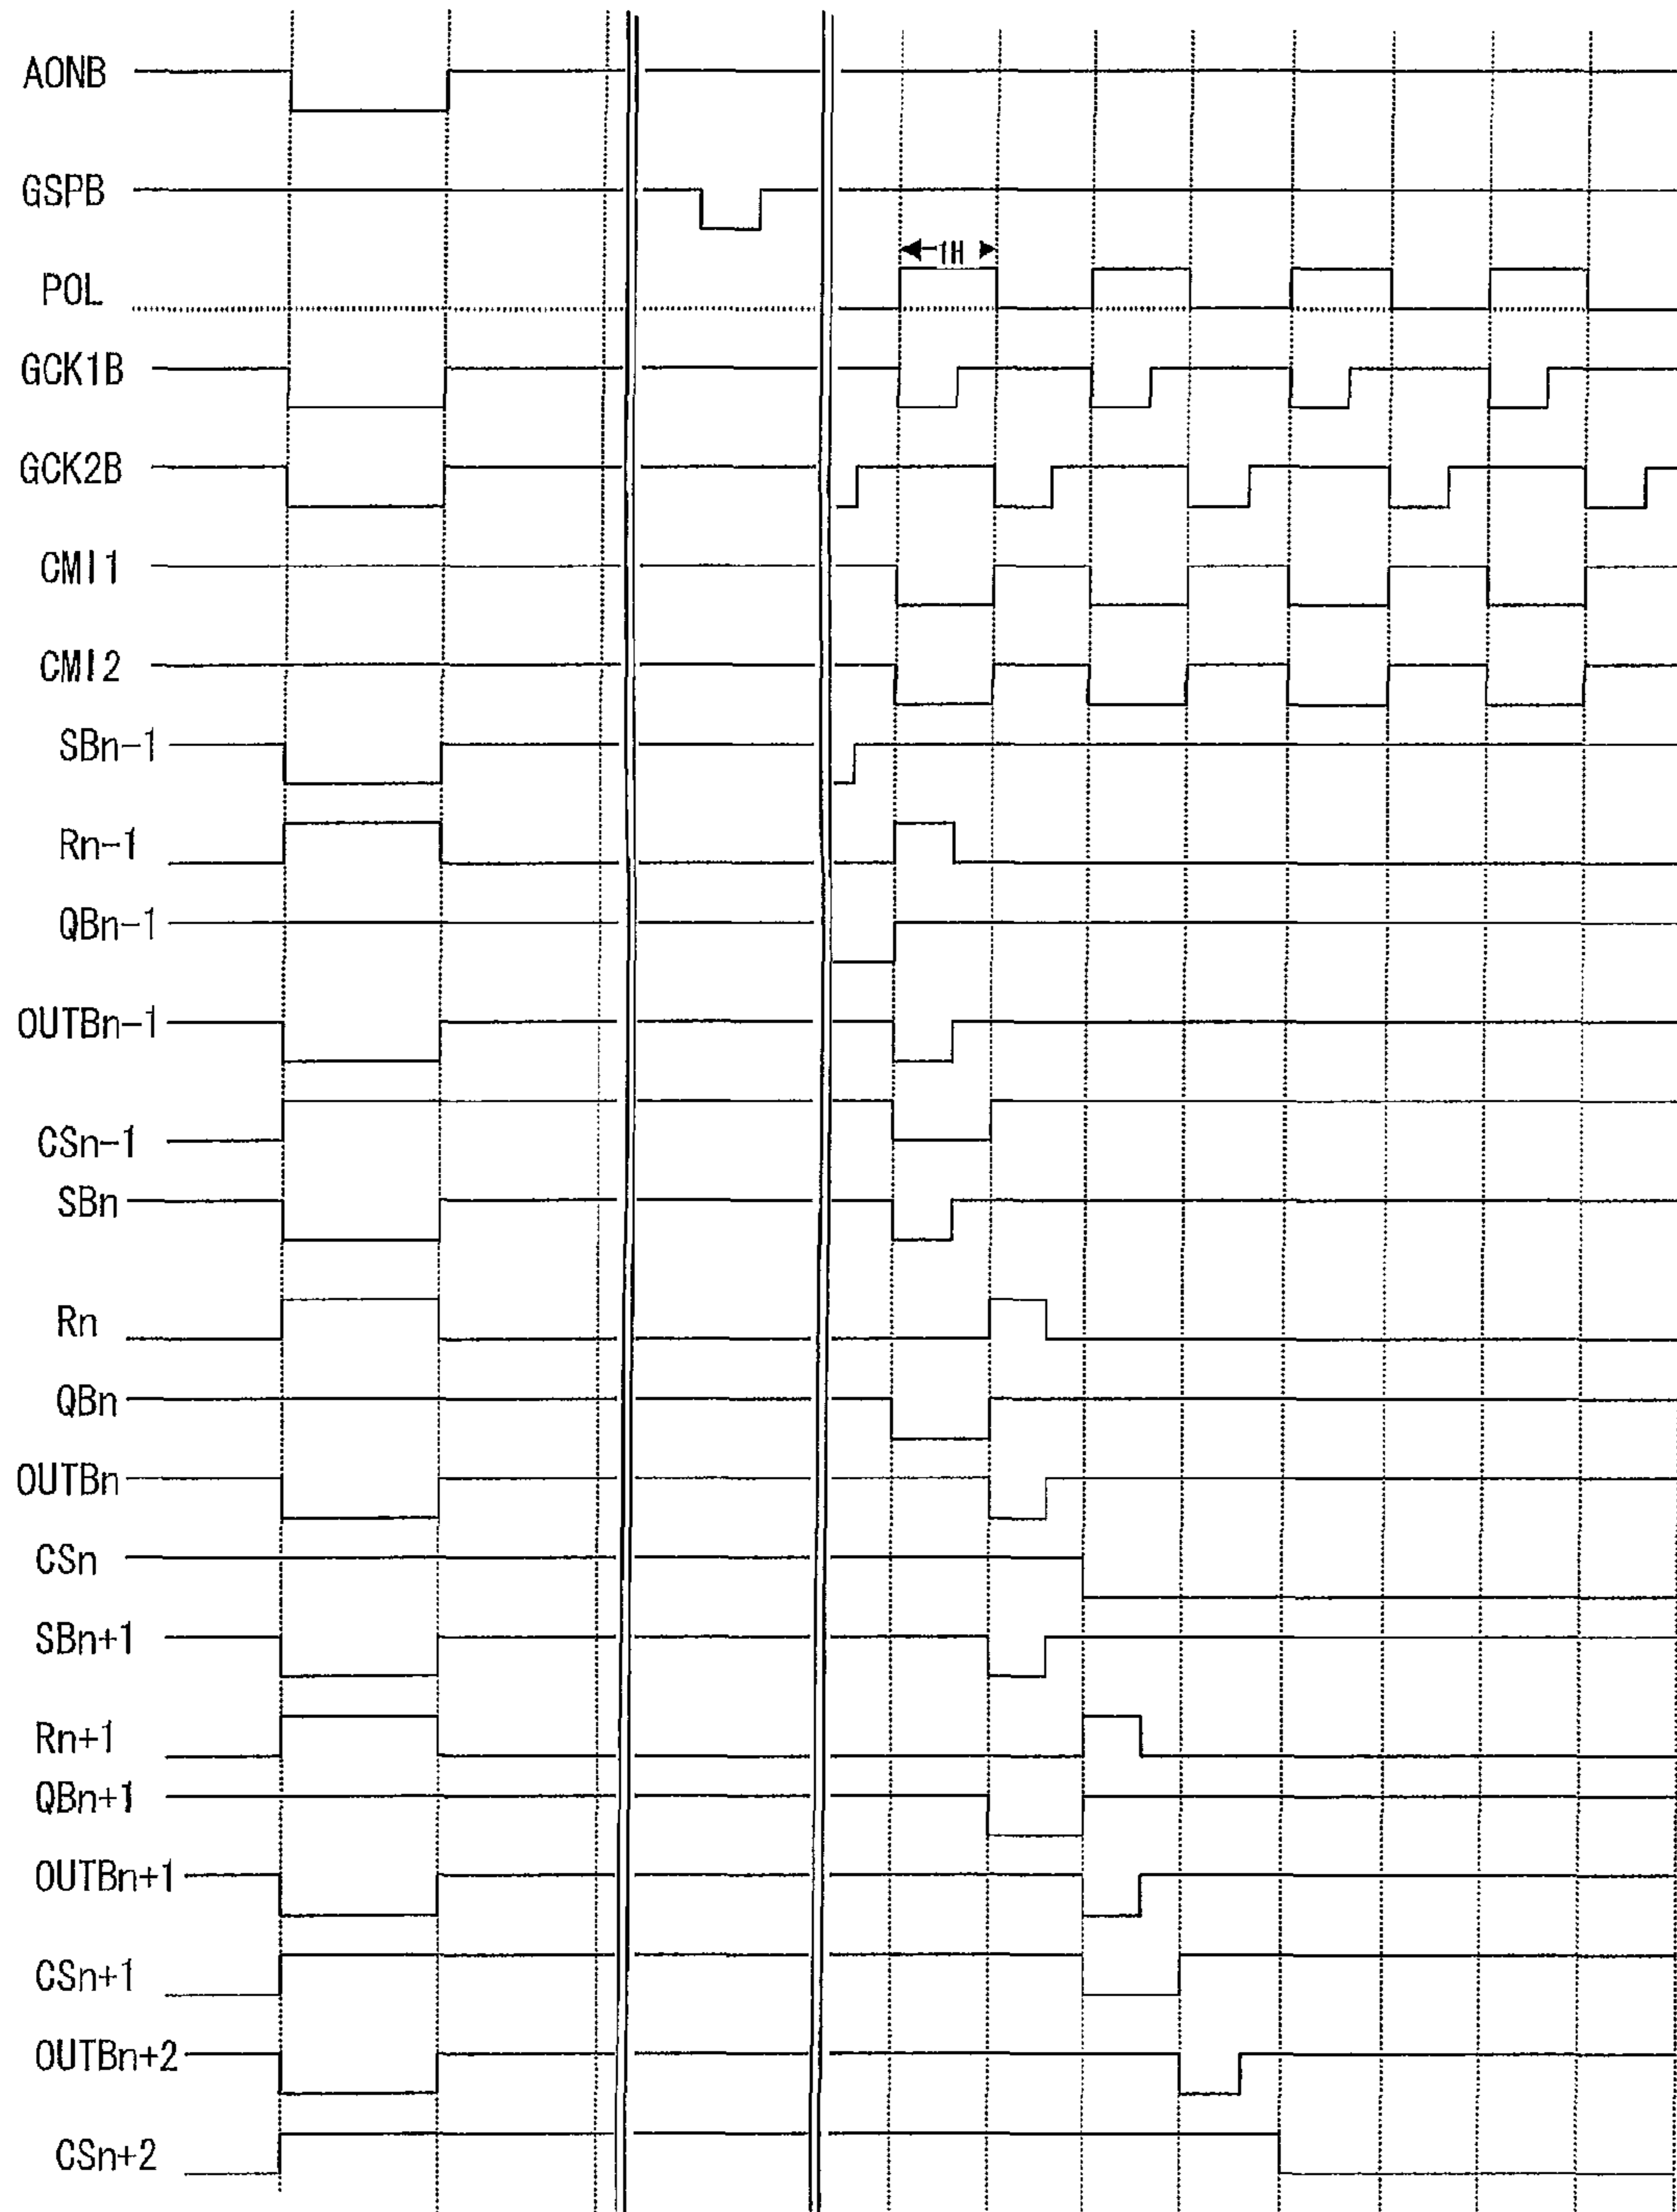 AONB
GSPB
1H
POL
GCK1B
GCK2B
CMI1
CMI2
SBn-1
Rn-1
QBn-1
OUTBn-1
CSn-1
SBn
Rn
QBn
OUTBn
CSn
SBn+1
Rn+1
QBn+1
OUTBn+1
CSn+1
OUTBn+2
CSn+2